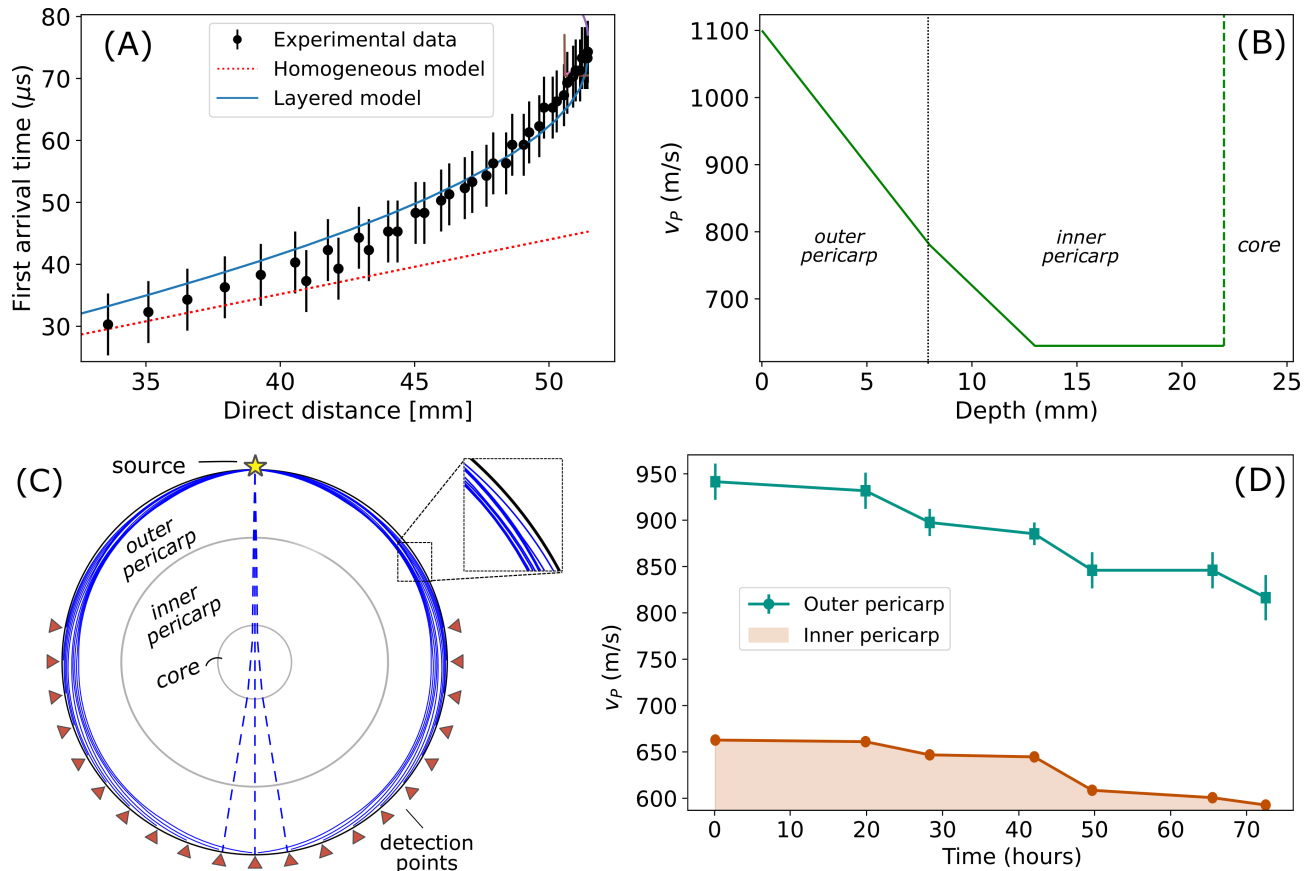 (A)
Experimental data
Homogeneous model
Layered model
First arrival time (μs)
80
70
60
50
40
30
35 40 45 50
Direct distance [mm]
(B)
vP (m/s)
1100
1000
900
800
700
outer
pericarp
inner
pericarp
core
0 5 10 15 20 25
Depth (mm)
(C)
source
outer
pericarp
inner
pericarp
core
detection
points
(D)
vP (m/s)
950
900
850
800
750
700
650
600
Outer pericarp
Inner pericarp
0 10 20 30 40 50 60 70
Time (hours)